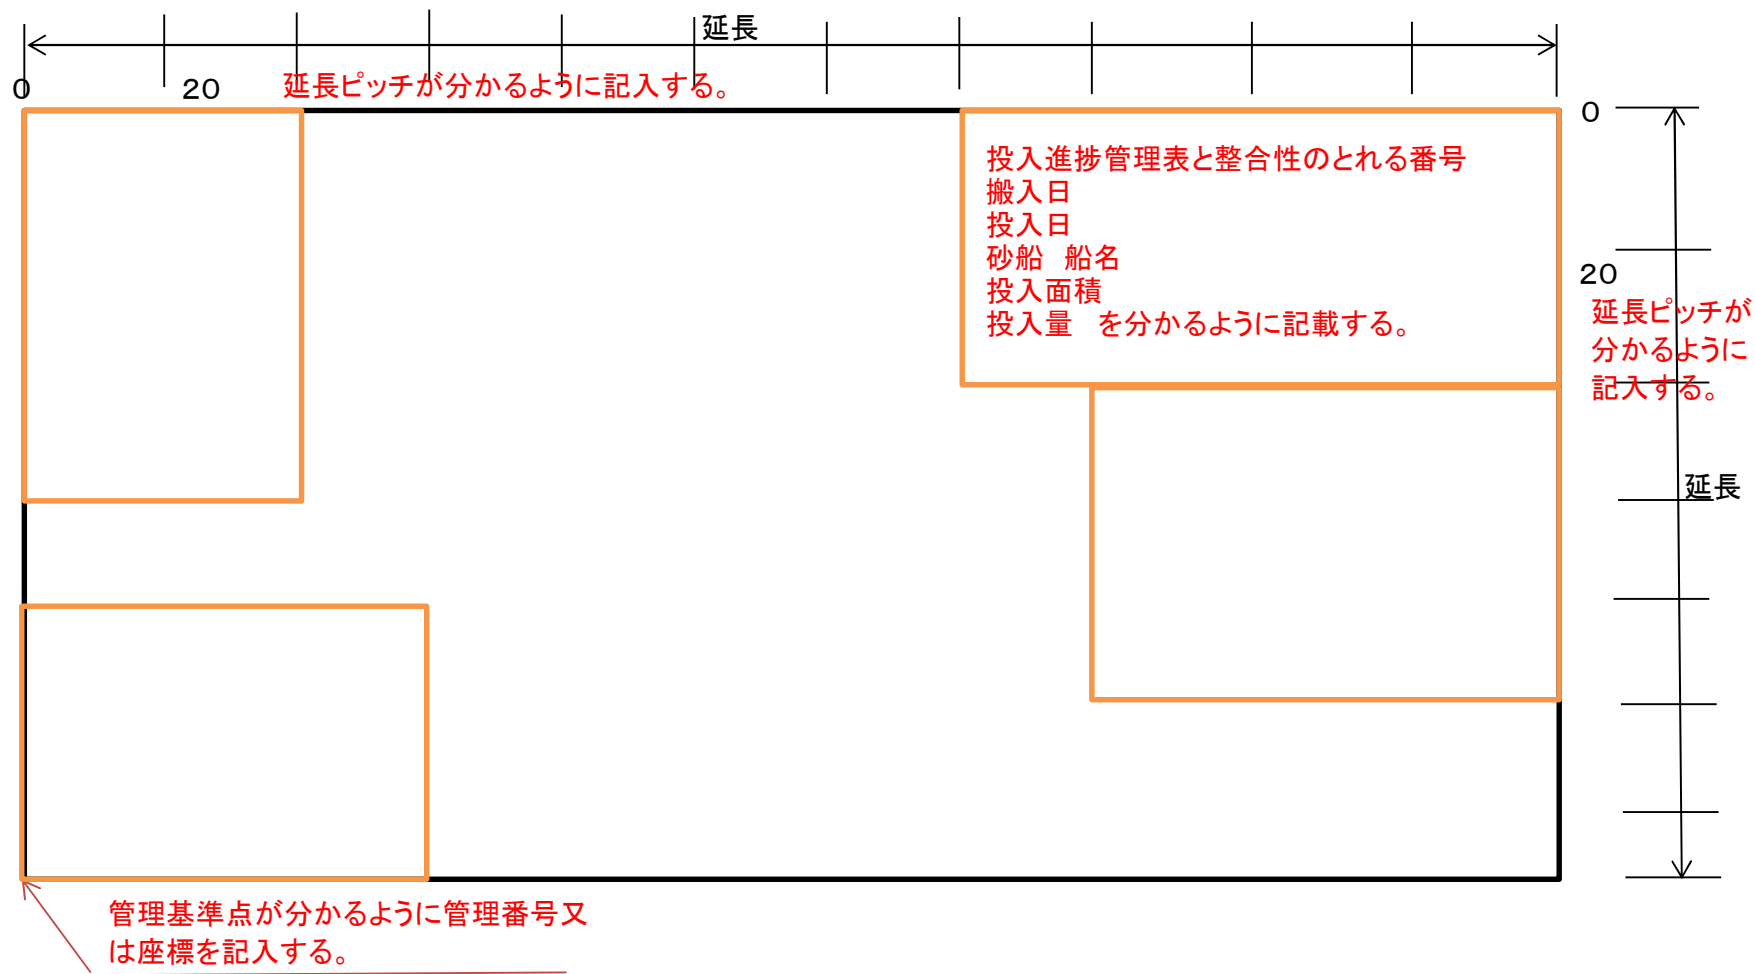 延長
0
20
延長ピッチが分かるように記入する。
0
投入進捗管理表と整合性のとれる番号
搬入日
投入日
砂船　船名
投入面積
投入量　を分かるように記載する。
20
延長ピッチが
分かるように
記入する。
延長
管理基準点が分かるように管理番号又
は座標を記入する。